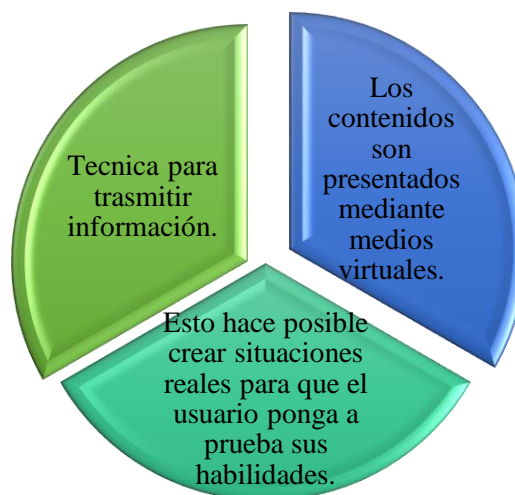 Tecnica para
trasmitir
información.
Los
contenidos
son
presentados
mediante
medios
virtuales.
Esto hace posible
crear situaciones
reales para que el
usuario ponga a
prueba sus
habilidades.